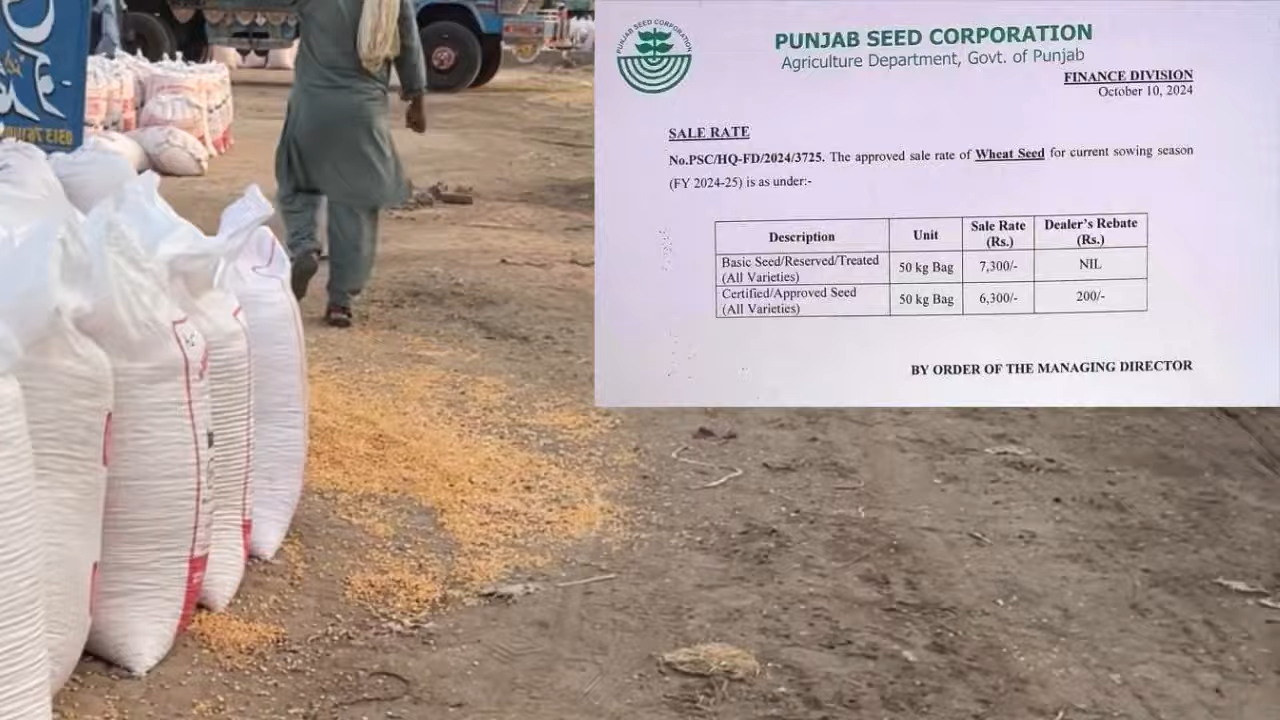 PUNJAB SEED CORPORATION
PUNJAB SEED CORPORATION
Agriculture Department, Govt. of Punjab
FINANCE DIVISION
October 10, 2024
SALE RATE
No.PSC/HQ-FD/2024/3725. The approved sale rate of Wheat Seed for current sowing season
(FY 2024-25) is as under:-
Description Unit Sale Rate (Rs.) Dealer's Rebate (Rs.)
Basic Seed/Reserved/Treated (All Varieties) 50 kg Bag 7,300/- NIL
Certified/Approved Seed (All Varieties) 50 kg Bag 6,300/- 200/-
BY ORDER OF THE MANAGING DIRECTOR